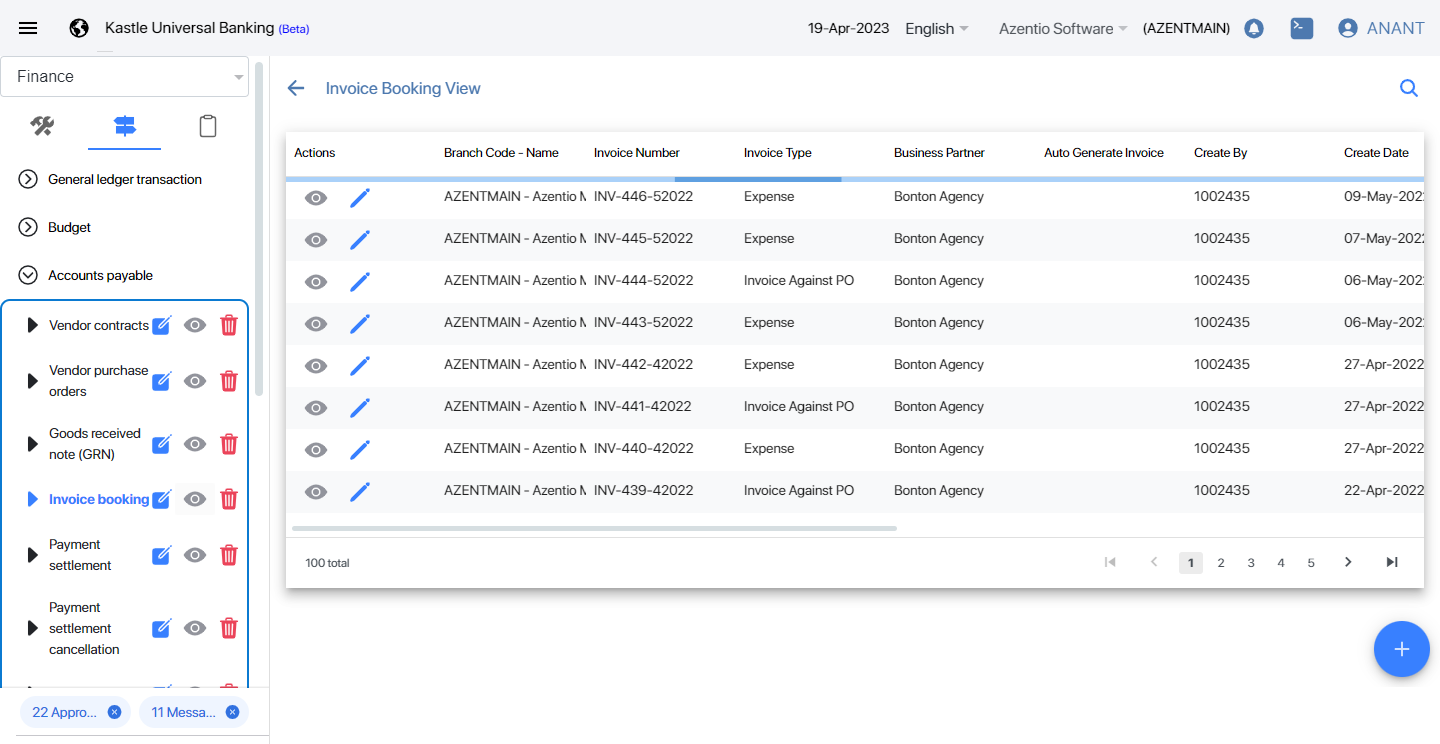 Kastle Universal Banking (Beta)
19-Apr-2023 English Azentio Software (AZENTMAIN) ANANT
Finance
General ledger transaction
Budget
Accounts payable
Vendor contracts
Vendor purchase
orders
Goods received
note (GRN)
Invoice booking
Payment
settlement
Payment
settlement
cancellation
22 Appro... 11 Messa...
Invoice Booking View
Actions Branch Code - Name Invoice Number Invoice Type Business Partner Auto Generate Invoice Create By Create Date
AZENTMAIN - Azentio M INV-446-52022 Expense Bonton Agency 1002435 09-May-2022
AZENTMAIN - Azentio M INV-445-52022 Expense Bonton Agency 1002435 07-May-2022
AZENTMAIN - Azentio M INV-444-52022 Invoice Against PO Bonton Agency 1002435 06-May-2022
AZENTMAIN - Azentio M INV-443-52022 Expense Bonton Agency 1002435 06-May-2022
AZENTMAIN - Azentio M INV-442-42022 Expense Bonton Agency 1002435 27-Apr-2022
AZENTMAIN - Azentio M INV-441-42022 Invoice Against PO Bonton Agency 1002435 27-Apr-2022
AZENTMAIN - Azentio M INV-440-42022 Expense Bonton Agency 1002435 27-Apr-2022
AZENTMAIN - Azentio M INV-439-42022 Invoice Against PO Bonton Agency 1002435 22-Apr-2022
100 total 1 2 3 4 5